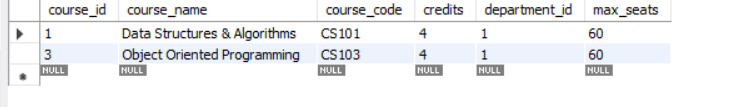 course_id course_name course_code credits department_id max_seats
1 Data Structures & Algorithms CS101 4 1 60
3 Object Oriented Programming CS103 4 1 60
NULL NULL NULL NULL NULL NULL